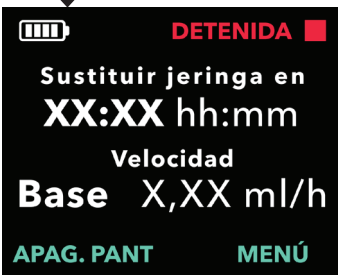 DETENIDA
Sustituir jeringa en
XX:XX hh:mm
Velocidad
Base X,XX ml/h
APAG. PANT MENÚ